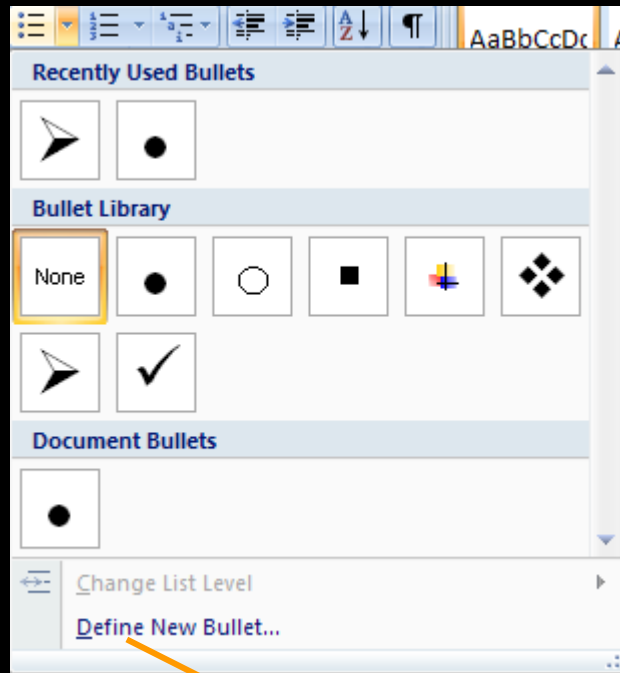 AaBbCcDc
Recently Used Bullets
Bullet Library
None
Document Bullets
Change List Level
Define New Bullet...